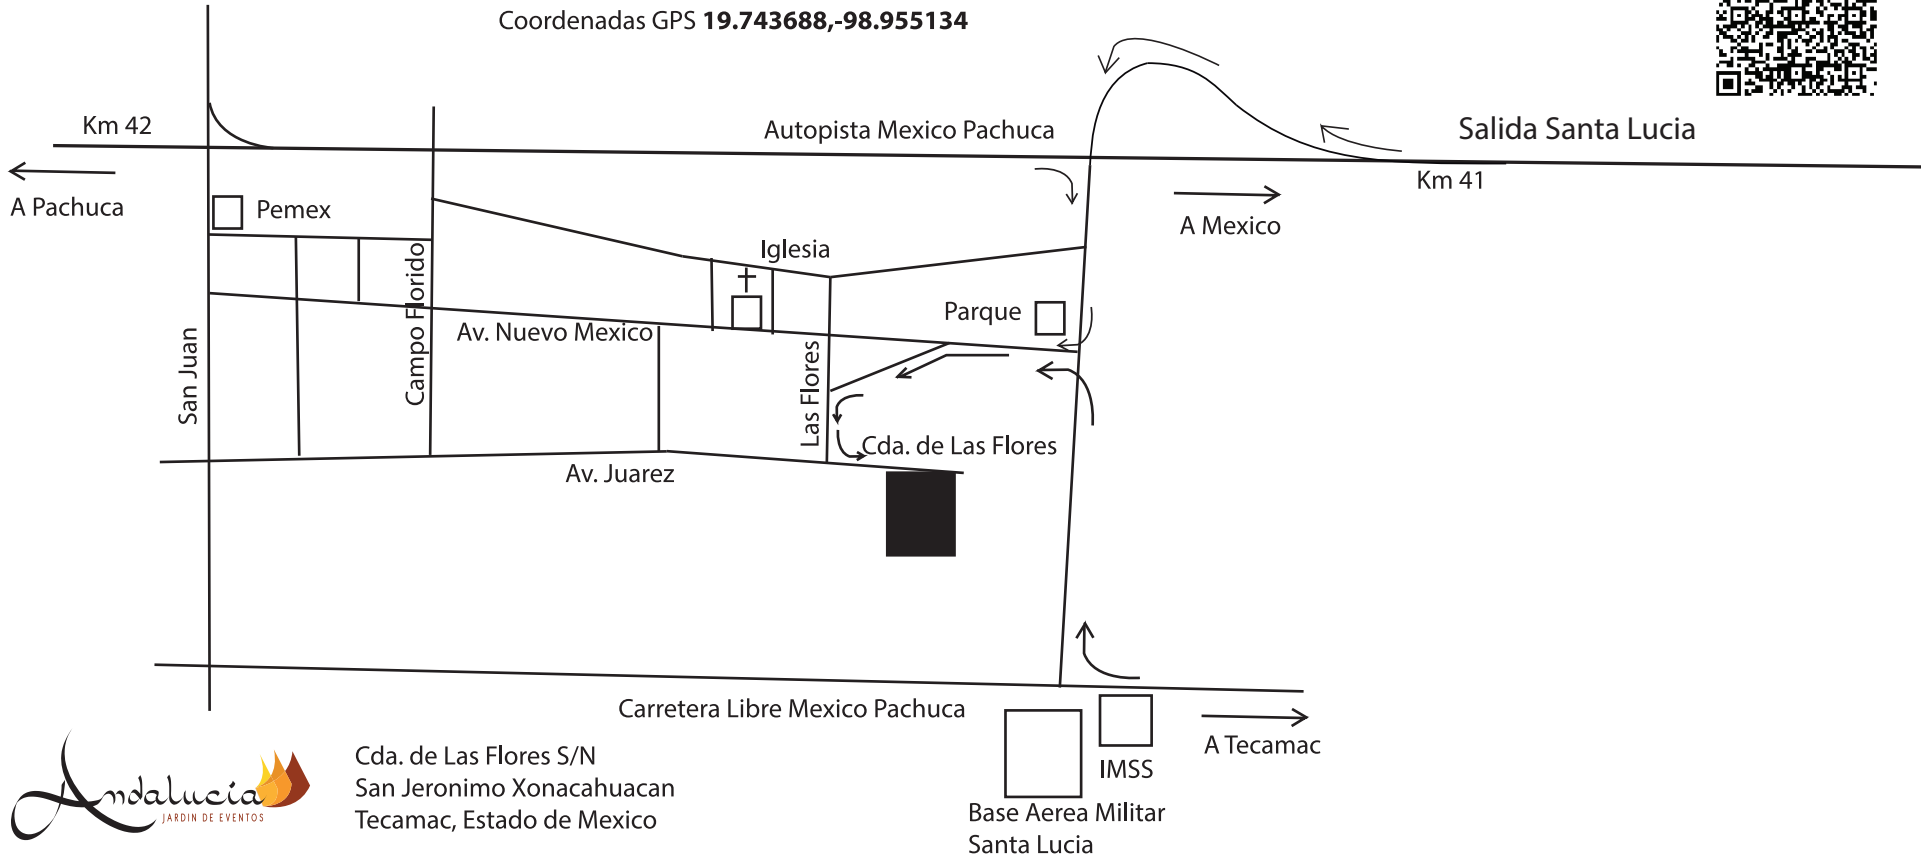 Coordenadas GPS 19.743688,-98.955134
Km 42
Autopista Mexico Pachuca
Salida Santa Lucia
Km 41
A Pachuca
Pemex
A Mexico
Iglesia
Campo Florido
Parque
Av. Nuevo Mexico
San Juan
Las Flores
Cda. de Las Flores
Av. Juarez
Carretera Libre Mexico Pachuca
A Tecamac
IMSS
Base Aerea Militar
Santa Lucia
Andalucía
JARDIN DE EVENTOS
Cda. de Las Flores S/N
San Jeronimo Xonacahuacan
Tecamac, Estado de Mexico